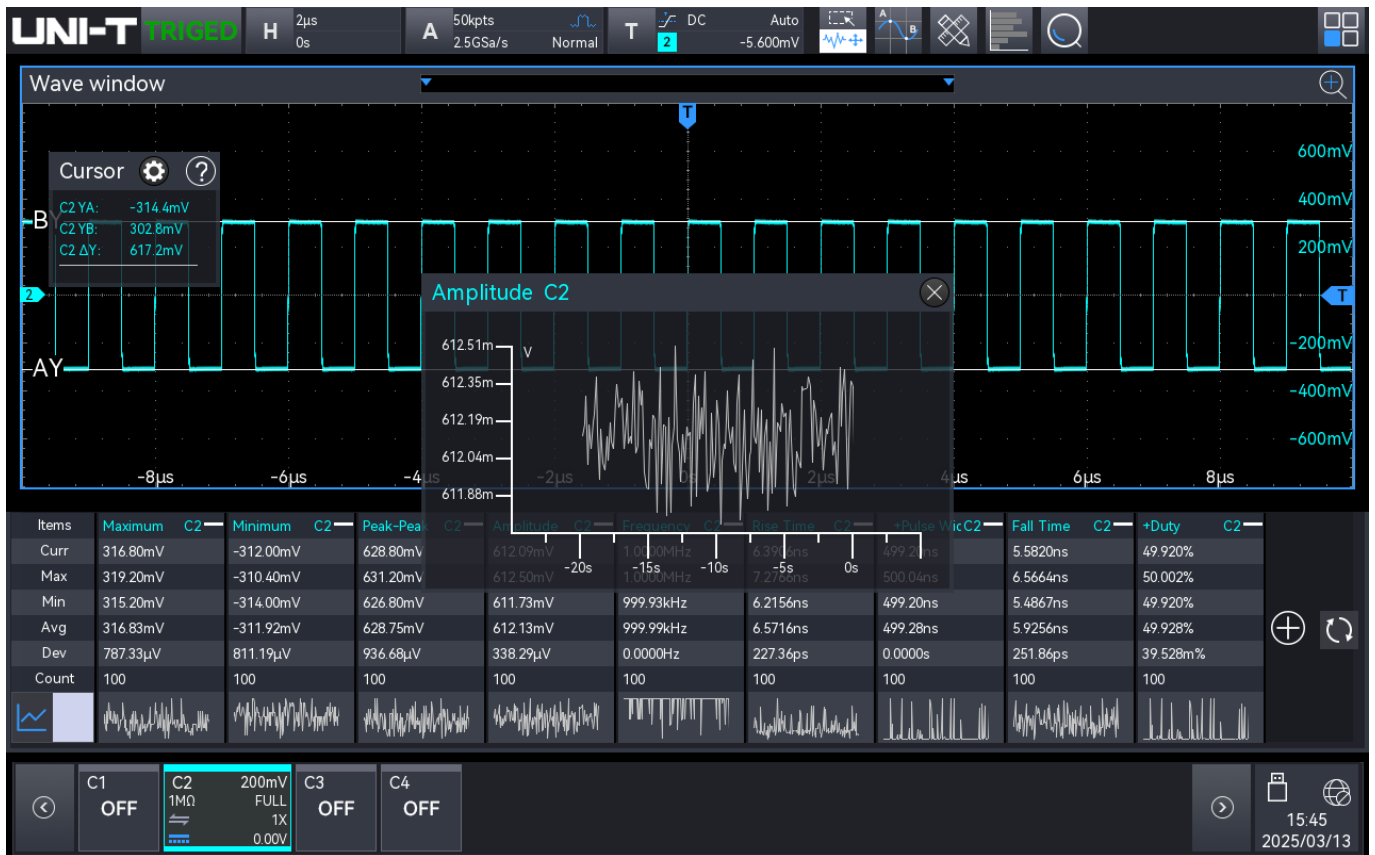 UNI-T TRIGED H 2µs 0s A 50kpts 2.5GSa/s Normal T DC 2 Auto -5.600mV A B
Wave window
T
600mV
Cursor ?
400mV
C2 YA: -314.4mV
BY
C2 YB: 302.8mV
C2 ΔY: 617.2mV
200mV
Amplitude C2
2
T
612.51m V
-200mV
AY
612.35m
-400mV
612.19m
-600mV
612.04m
-8µs -6µs -4µs -2µs 0s 2µs 4µs 6µs 8µs
611.88m
-20s -15s -10s -5s 0s
Items Maximum C2 Minimum C2 Peak-Peak C2 Amplitude C2 Frequency C2 Rise Time C2 +Pulse WicC2 Fall Time C2 +Duty C2
Curr 316.80mV -312.00mV 628.80mV 612.09mV 1.0000MHz 6.3906ns 499.20ns 5.5820ns 49.920%
Max 319.20mV -310.40mV 631.20mV 612.50mV 1.0000MHz 7.2766ns 500.04ns 6.5664ns 50.002%
Min 315.20mV -314.00mV 626.80mV 611.73mV 999.93kHz 6.2156ns 499.20ns 5.4867ns 49.920%
Avg 316.83mV -311.92mV 628.75mV 612.13mV 999.99kHz 6.5716ns 499.28ns 5.9256ns 49.928%
Dev 787.33µV 811.19µV 936.68µV 338.29µV 0.0000Hz 227.36ps 0.0000s 251.86ps 39.528m%
Count 100 100 100 100 100 100 100 100 100
C1 OFF
C2 200mV
1MΩ FULL
1X
0.00V
C3 OFF
C4 OFF
15:45
2025/03/13